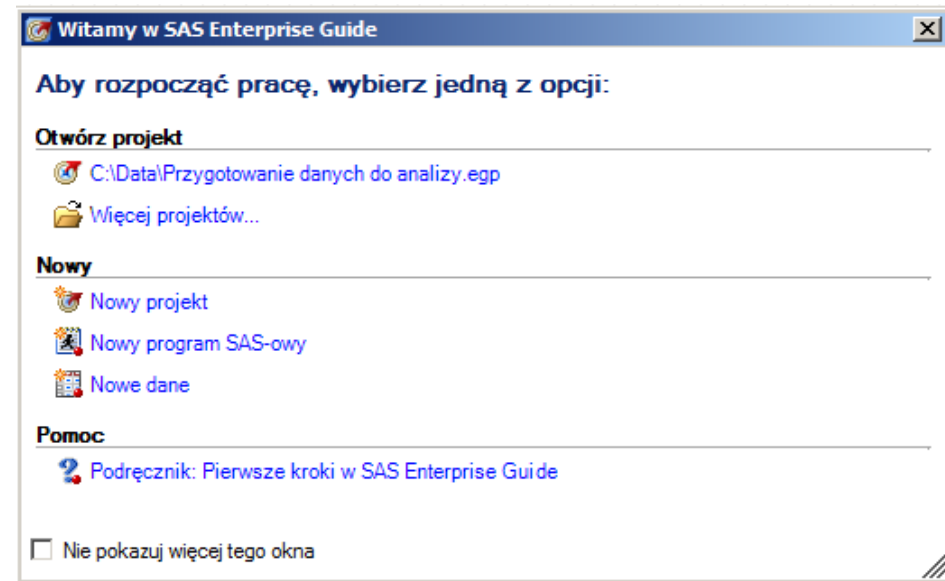 Witamy w SAS Enterprise Guide
Aby rozpocząć pracę, wybierz jedną z opcji:
Otwórz projekt
C:\Data\Przygotowanie danych do analizy.egp
Więcej projektów...
Nowy
Nowy projekt
Nowy program SAS-owy
Nowe dane
Pomoc
Podręcznik: Pierwsze kroki w SAS Enterprise Guide
Nie pokazuj więcej tego okna